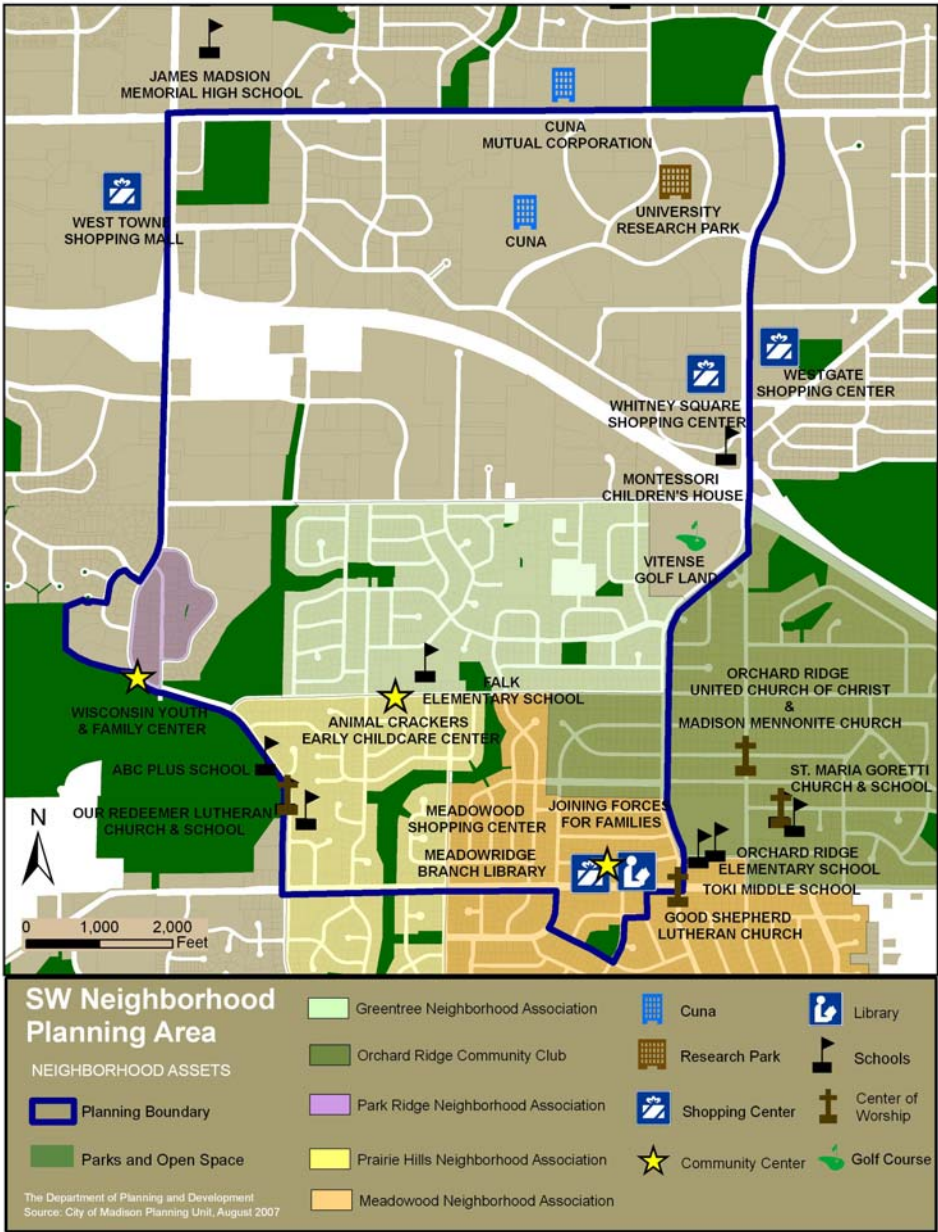 JAMES MADSION
MEMORIAL HIGH SCHOOL
CUNA
MUTUAL CORPORATION
WEST TOWNE
SHOPPING MALL
CUNA
UNIVERSITY
RESEARCH PARK
WESTGATE
SHOPPING CENTER
WHITNEY SQUARE
SHOPPING CENTER
MONTESSORI
CHILDREN'S HOUSE
VITENSE
GOLF LAND
ORCHARD RIDGE
UNITED CHURCH OF CHRIST
&
MADISON MENNONITE CHURCH
FALK
ELEMENTARY SCHOOL
WISCONSIN YOUTH
& FAMILY CENTER
ANIMAL CRACKERS
EARLY CHILDCARE CENTER
ABC PLUS SCHOOL
ST. MARIA GORETTI
CHURCH & SCHOOL
OUR REDEEMER LUTHERAN
CHURCH & SCHOOL
MEADOWOOD
SHOPPING CENTER
JOINING FORCES
FOR FAMILIES
MEADOWRIDGE
BRANCH LIBRARY
ORCHARD RIDGE
ELEMENTARY SCHOOL
TOKI MIDDLE SCHOOL
GOOD SHEPHERD
LUTHERAN CHURCH
N
0 1,000 2,000
Feet
SW Neighborhood
Planning Area
NEIGHBORHOOD ASSETS
Planning Boundary
Parks and Open Space
The Department of Planning and Development
Source: City of Madison Planning Unit, August 2007
Greentree Neighborhood Association
Orchard Ridge Community Club
Park Ridge Neighborhood Association
Prairie Hills Neighborhood Association
Meadowood Neighborhood Association
Cuna
Research Park
Shopping Center
Community Center
Library
Schools
Center of
Worship
Golf Course